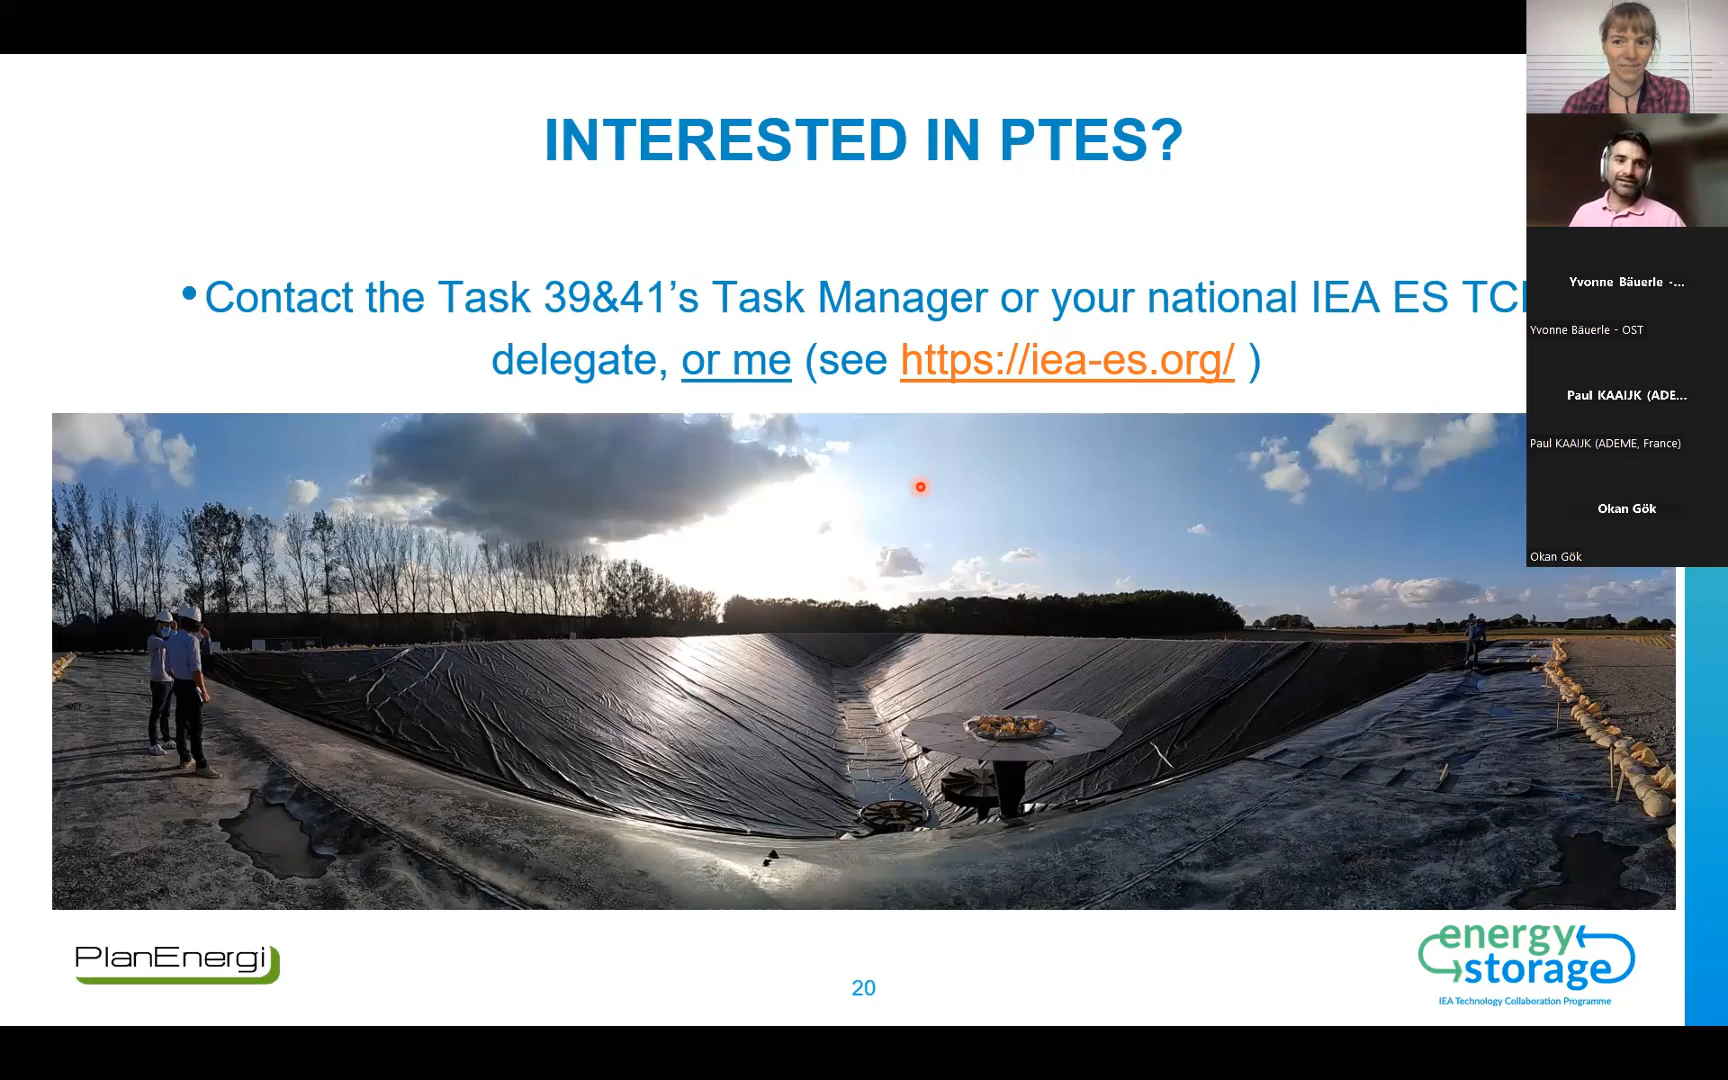 INTERESTED IN PTES?
• Contact the Task 39&41's Task Manager or your national IEA ES TC
delegate, or me (see https://iea-es.org/ )
Yvonne Bäuerle -...
Yvonne Bäuerle - OST
Paul KAAIJK (ADE...
Paul KAAIJK (ADEME, France)
Okan Gök
Okan Gök
PlanEnergi
20
energy
storage
IEA Technology Collaboration Programme